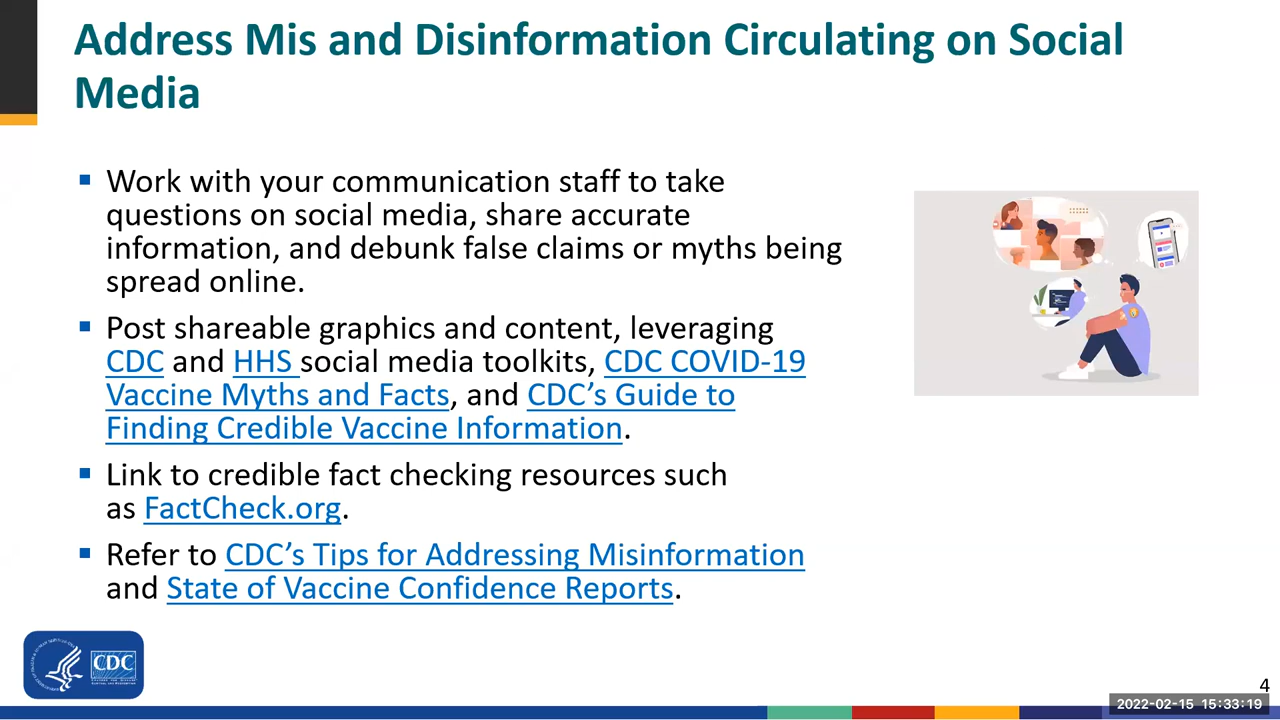 Address Mis and Disinformation Circulating on Social
Media
Work with your communication staff to take
questions on social media, share accurate
information, and debunk false claims or myths being
spread online.
Post shareable graphics and content, leveraging
CDC and HHS social media toolkits, CDC COVID-19
Vaccine Myths and Facts, and CDC’s Guide to
Finding Credible Vaccine Information.
Link to credible fact checking resources such
as FactCheck.org.
Refer to CDC’s Tips for Addressing Misinformation
and State of Vaccine Confidence Reports.
CDC
4
2022-02-15 15:33:19